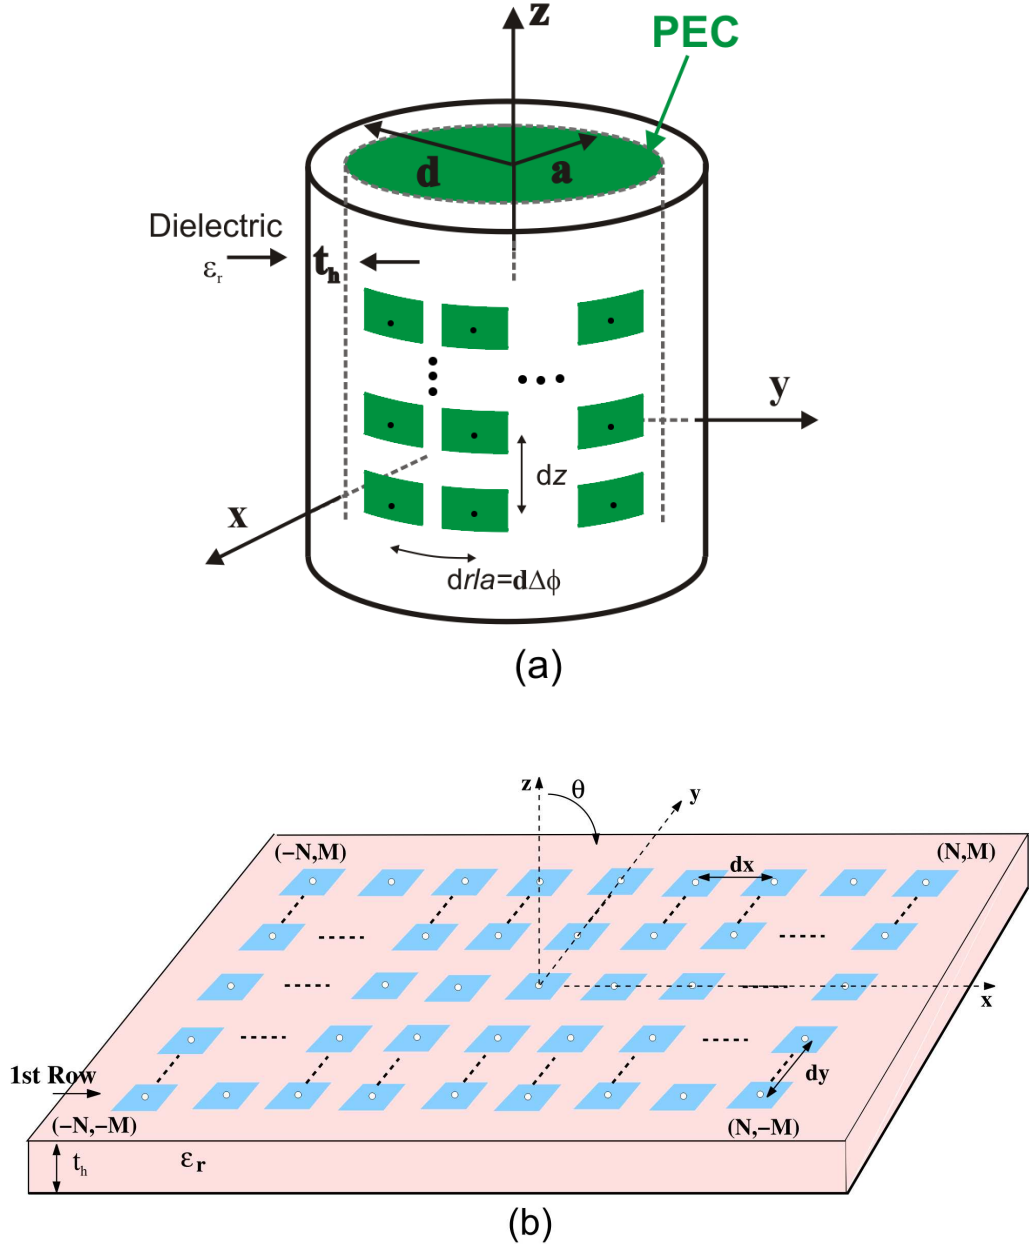 z
PEC
d
a
Dielectric
εr
th
y
dz
x
drla=dΔϕ
(a)
z
θ
y
(-N,M)
(N,M)
dx
x
1st Row
dy
(-N,-M)
(N,-M)
th
εr
(b)